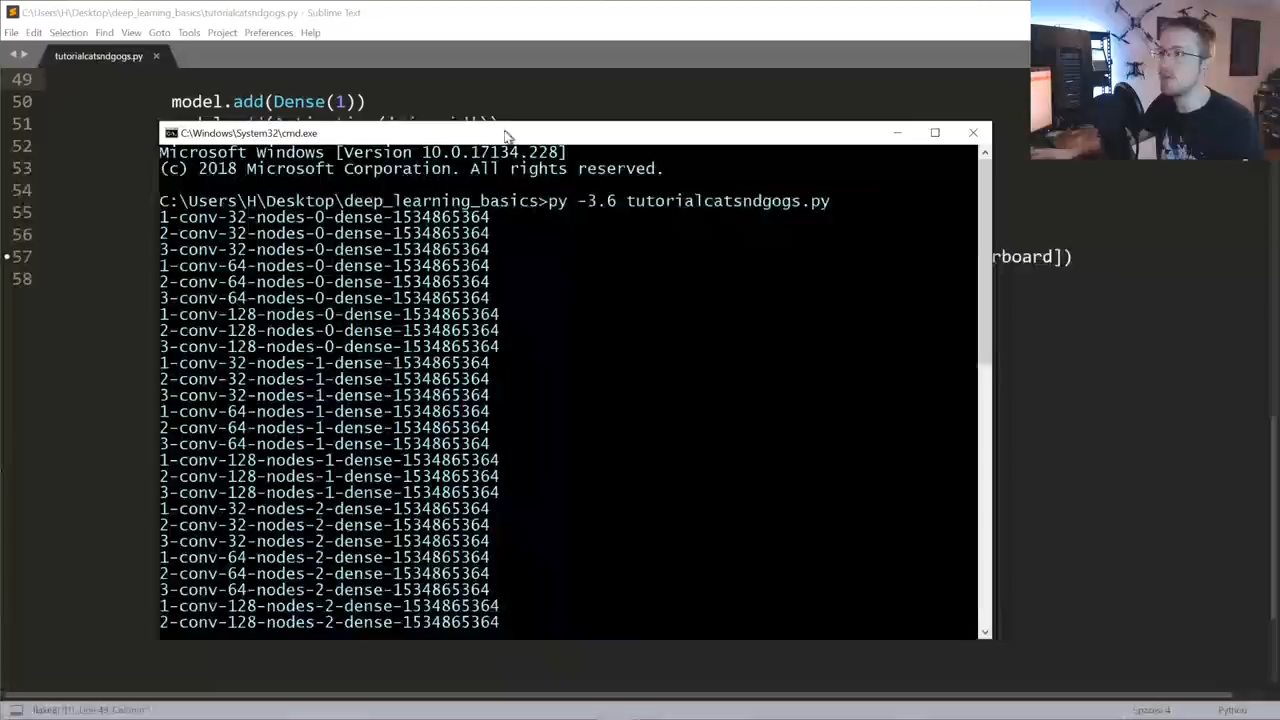 C:\Users\H\Desktop\deep_learning_basics\tutorialcatsndgogs.py - Sublime Text
File Edit Selection Find View Goto Tools Project Preferences Help
tutorialcatsndgogs.py
49
50 model.add(Dense(1))
51
52
53
54
55
56
57 rboard])
58
C:\Windows\System32\cmd.exe
Microsoft Windows [Version 10.0.17134.228]
(c) 2018 Microsoft Corporation. All rights reserved.
C:\Users\H\Desktop\deep_learning_basics>py -3.6 tutorialcatsndgogs.py
1-conv-32-nodes-0-dense-1534865364
2-conv-32-nodes-0-dense-1534865364
3-conv-32-nodes-0-dense-1534865364
1-conv-64-nodes-0-dense-1534865364
2-conv-64-nodes-0-dense-1534865364
3-conv-64-nodes-0-dense-1534865364
1-conv-128-nodes-0-dense-1534865364
2-conv-128-nodes-0-dense-1534865364
3-conv-128-nodes-0-dense-1534865364
1-conv-32-nodes-1-dense-1534865364
2-conv-32-nodes-1-dense-1534865364
3-conv-32-nodes-1-dense-1534865364
1-conv-64-nodes-1-dense-1534865364
2-conv-64-nodes-1-dense-1534865364
3-conv-64-nodes-1-dense-1534865364
1-conv-128-nodes-1-dense-1534865364
2-conv-128-nodes-1-dense-1534865364
3-conv-128-nodes-1-dense-1534865364
1-conv-32-nodes-2-dense-1534865364
2-conv-32-nodes-2-dense-1534865364
3-conv-32-nodes-2-dense-1534865364
1-conv-64-nodes-2-dense-1534865364
2-conv-64-nodes-2-dense-1534865364
3-conv-64-nodes-2-dense-1534865364
1-conv-128-nodes-2-dense-1534865364
2-conv-128-nodes-2-dense-1534865364
Spaces: 4 Python